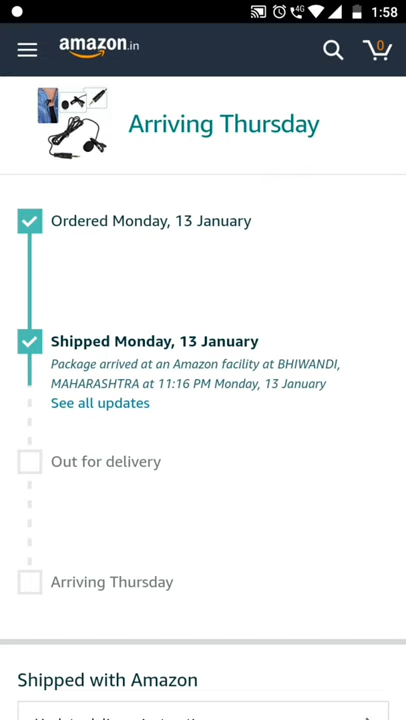 4G 1:58
amazon.in 0
Arriving Thursday
Ordered Monday, 13 January
Shipped Monday, 13 January
Package arrived at an Amazon facility at BHIWANDI,
MAHARASHTRA at 11:16 PM Monday, 13 January
See all updates
Out for delivery
Arriving Thursday
Shipped with Amazon